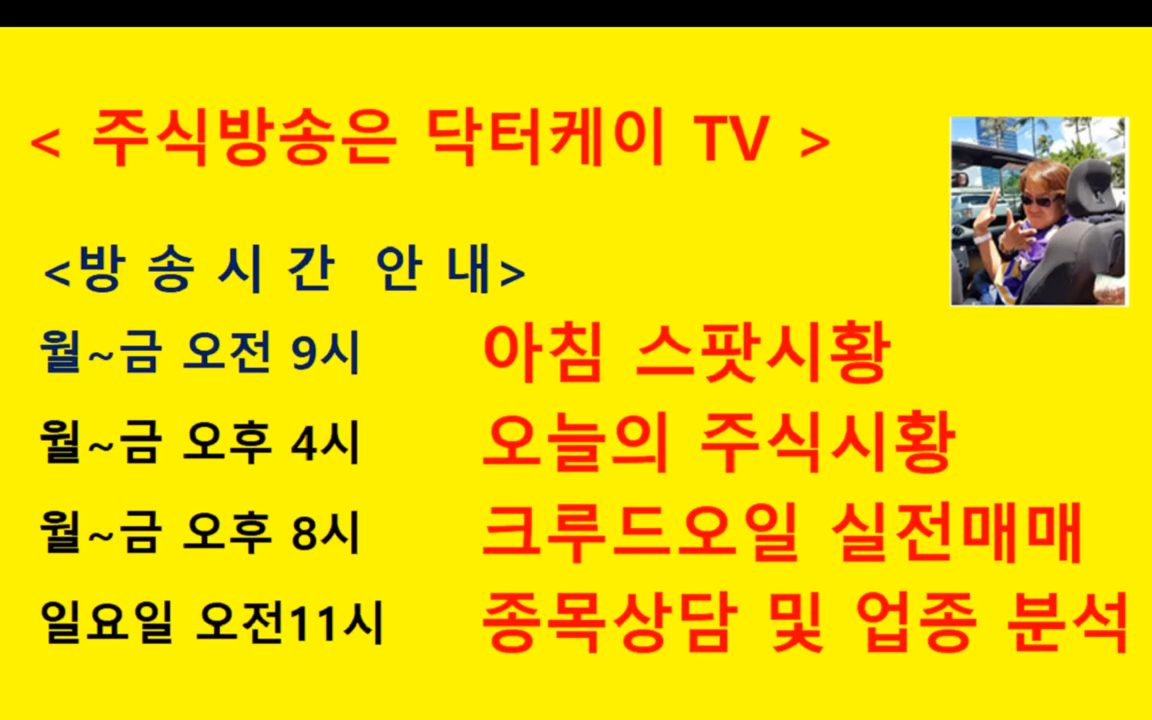 < 주식방송은 닥터케이 TV >
<방 송 시 간 안 내>
월~금 오전 9시 아침 스팟시황
월~금 오후 4시 오늘의 주식시황
월~금 오후 8시 크루드오일 실전매매
일요일 오전11시 종목상담 및 업종 분석